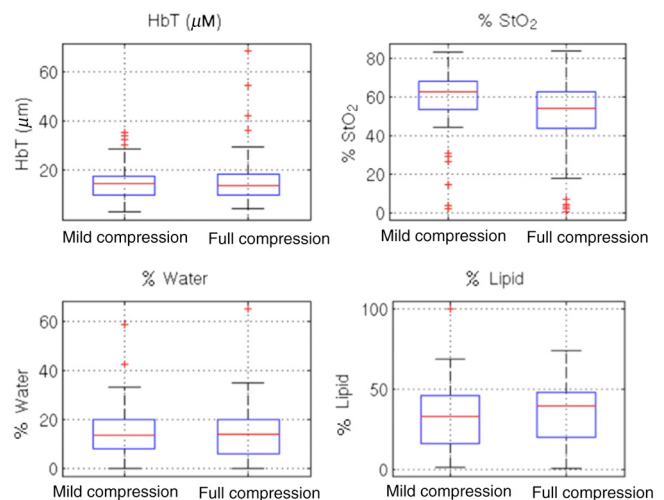 HbT (μM)
HbT (μm)
60
40
20
Mild compression Full compression
% StO2
% StO2
80
60
40
20
0
Mild compression Full compression
% Water
% Water
60
40
20
0
Mild compression Full compression
% Lipid
% Lipid
100
50
0
Mild compression Full compression